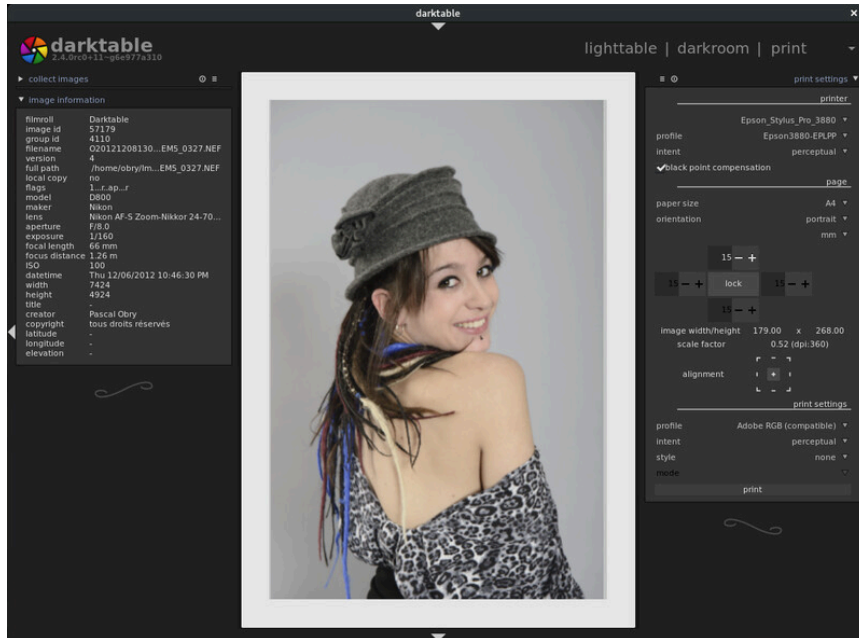 darktable
darktable
2.4.0rc0+11~g6e977a310
lighttable | darkroom | print
collect images
image information
filmroll Darktable
image id 57179
group id 4110
filename O20121208130...EM5_0327.NEF
version 4
full path /home/obry/Im...EM5_0327.NEF
local copy no
flags 1...r.ap...r
model D800
maker Nikon
lens Nikon AF-S Zoom-Nikkor 24-70...
aperture F/8.0
exposure 1/160
focal length 66 mm
focus distance 1.26 m
ISO 100
datetime Thu 12/06/2012 10:46:30 PM
width 7424
height 4924
title -
creator Pascal Obry
copyright tous droits réservés
latitude -
longitude -
elevation -
print settings
printer
Epson_Stylus_Pro_3880
profile Epson3880-EPLPP
intent perceptual
black point compensation
page
paper size A4
orientation portrait
mm
15 − +
15 − + lock 15 − +
15 − +
image width/height 179.00 x 268.00
scale factor 0.52 (dpi:360)
alignment
print settings
profile Adobe RGB (compatible)
intent perceptual
style none
mode
print